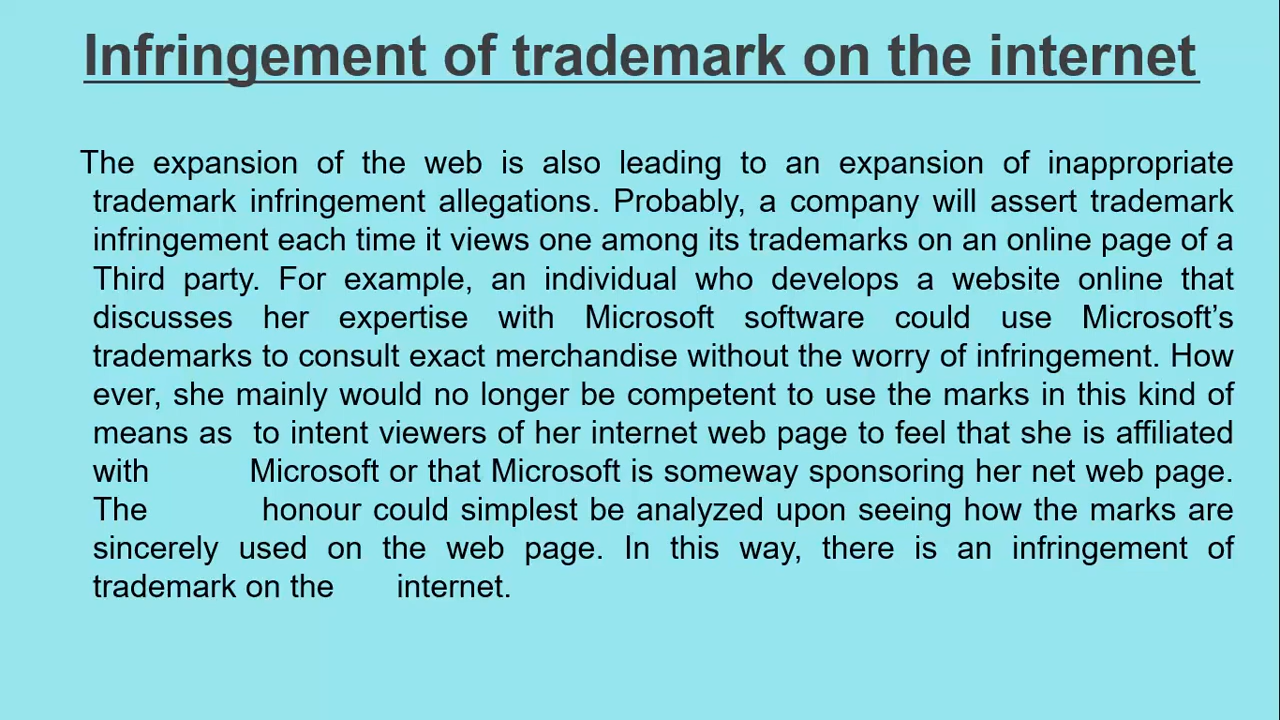 Infringement of trademark on the internet
The expansion of the web is also leading to an expansion of inappropriate
trademark infringement allegations. Probably, a company will assert trademark
infringement each time it views one among its trademarks on an online page of a
Third party. For example, an individual who develops a website online that
discusses her expertise with Microsoft software could use Microsoft’s
trademarks to consult exact merchandise without the worry of infringement. How
ever, she mainly would no longer be competent to use the marks in this kind of
means as to intent viewers of her internet web page to feel that she is affiliated
with Microsoft or that Microsoft is someway sponsoring her net web page.
The honour could simplest be analyzed upon seeing how the marks are
sincerely used on the web page. In this way, there is an infringement of
trademark on the internet.